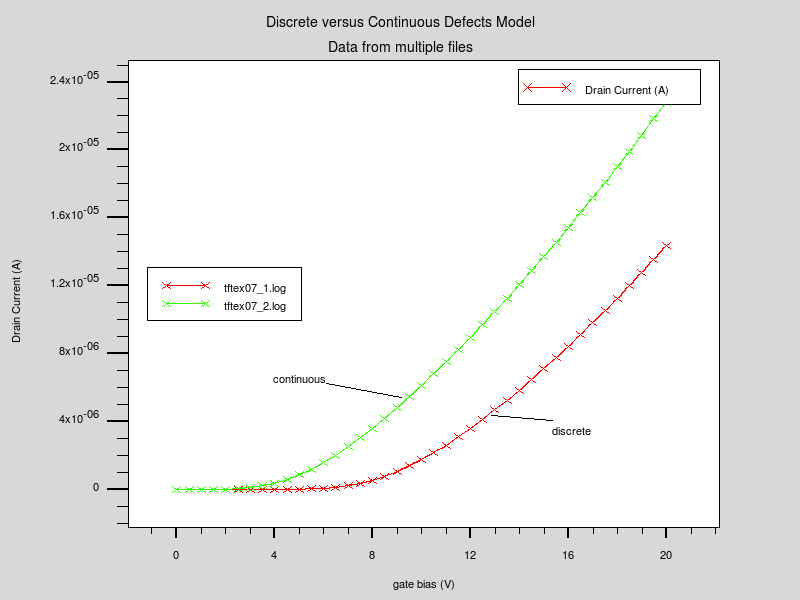 Discrete versus Continuous Defects Model
Data from multiple files
2.4x10-05
2x10-05
1.6x10-05
1.2x10-05
8x10-06
4x10-06
0
Drain Current (A)
Drain Current (A)
tftex07_1.log
tftex07_2.log
continuous
discrete
0 4 8 12 16 20
gate bias (V)